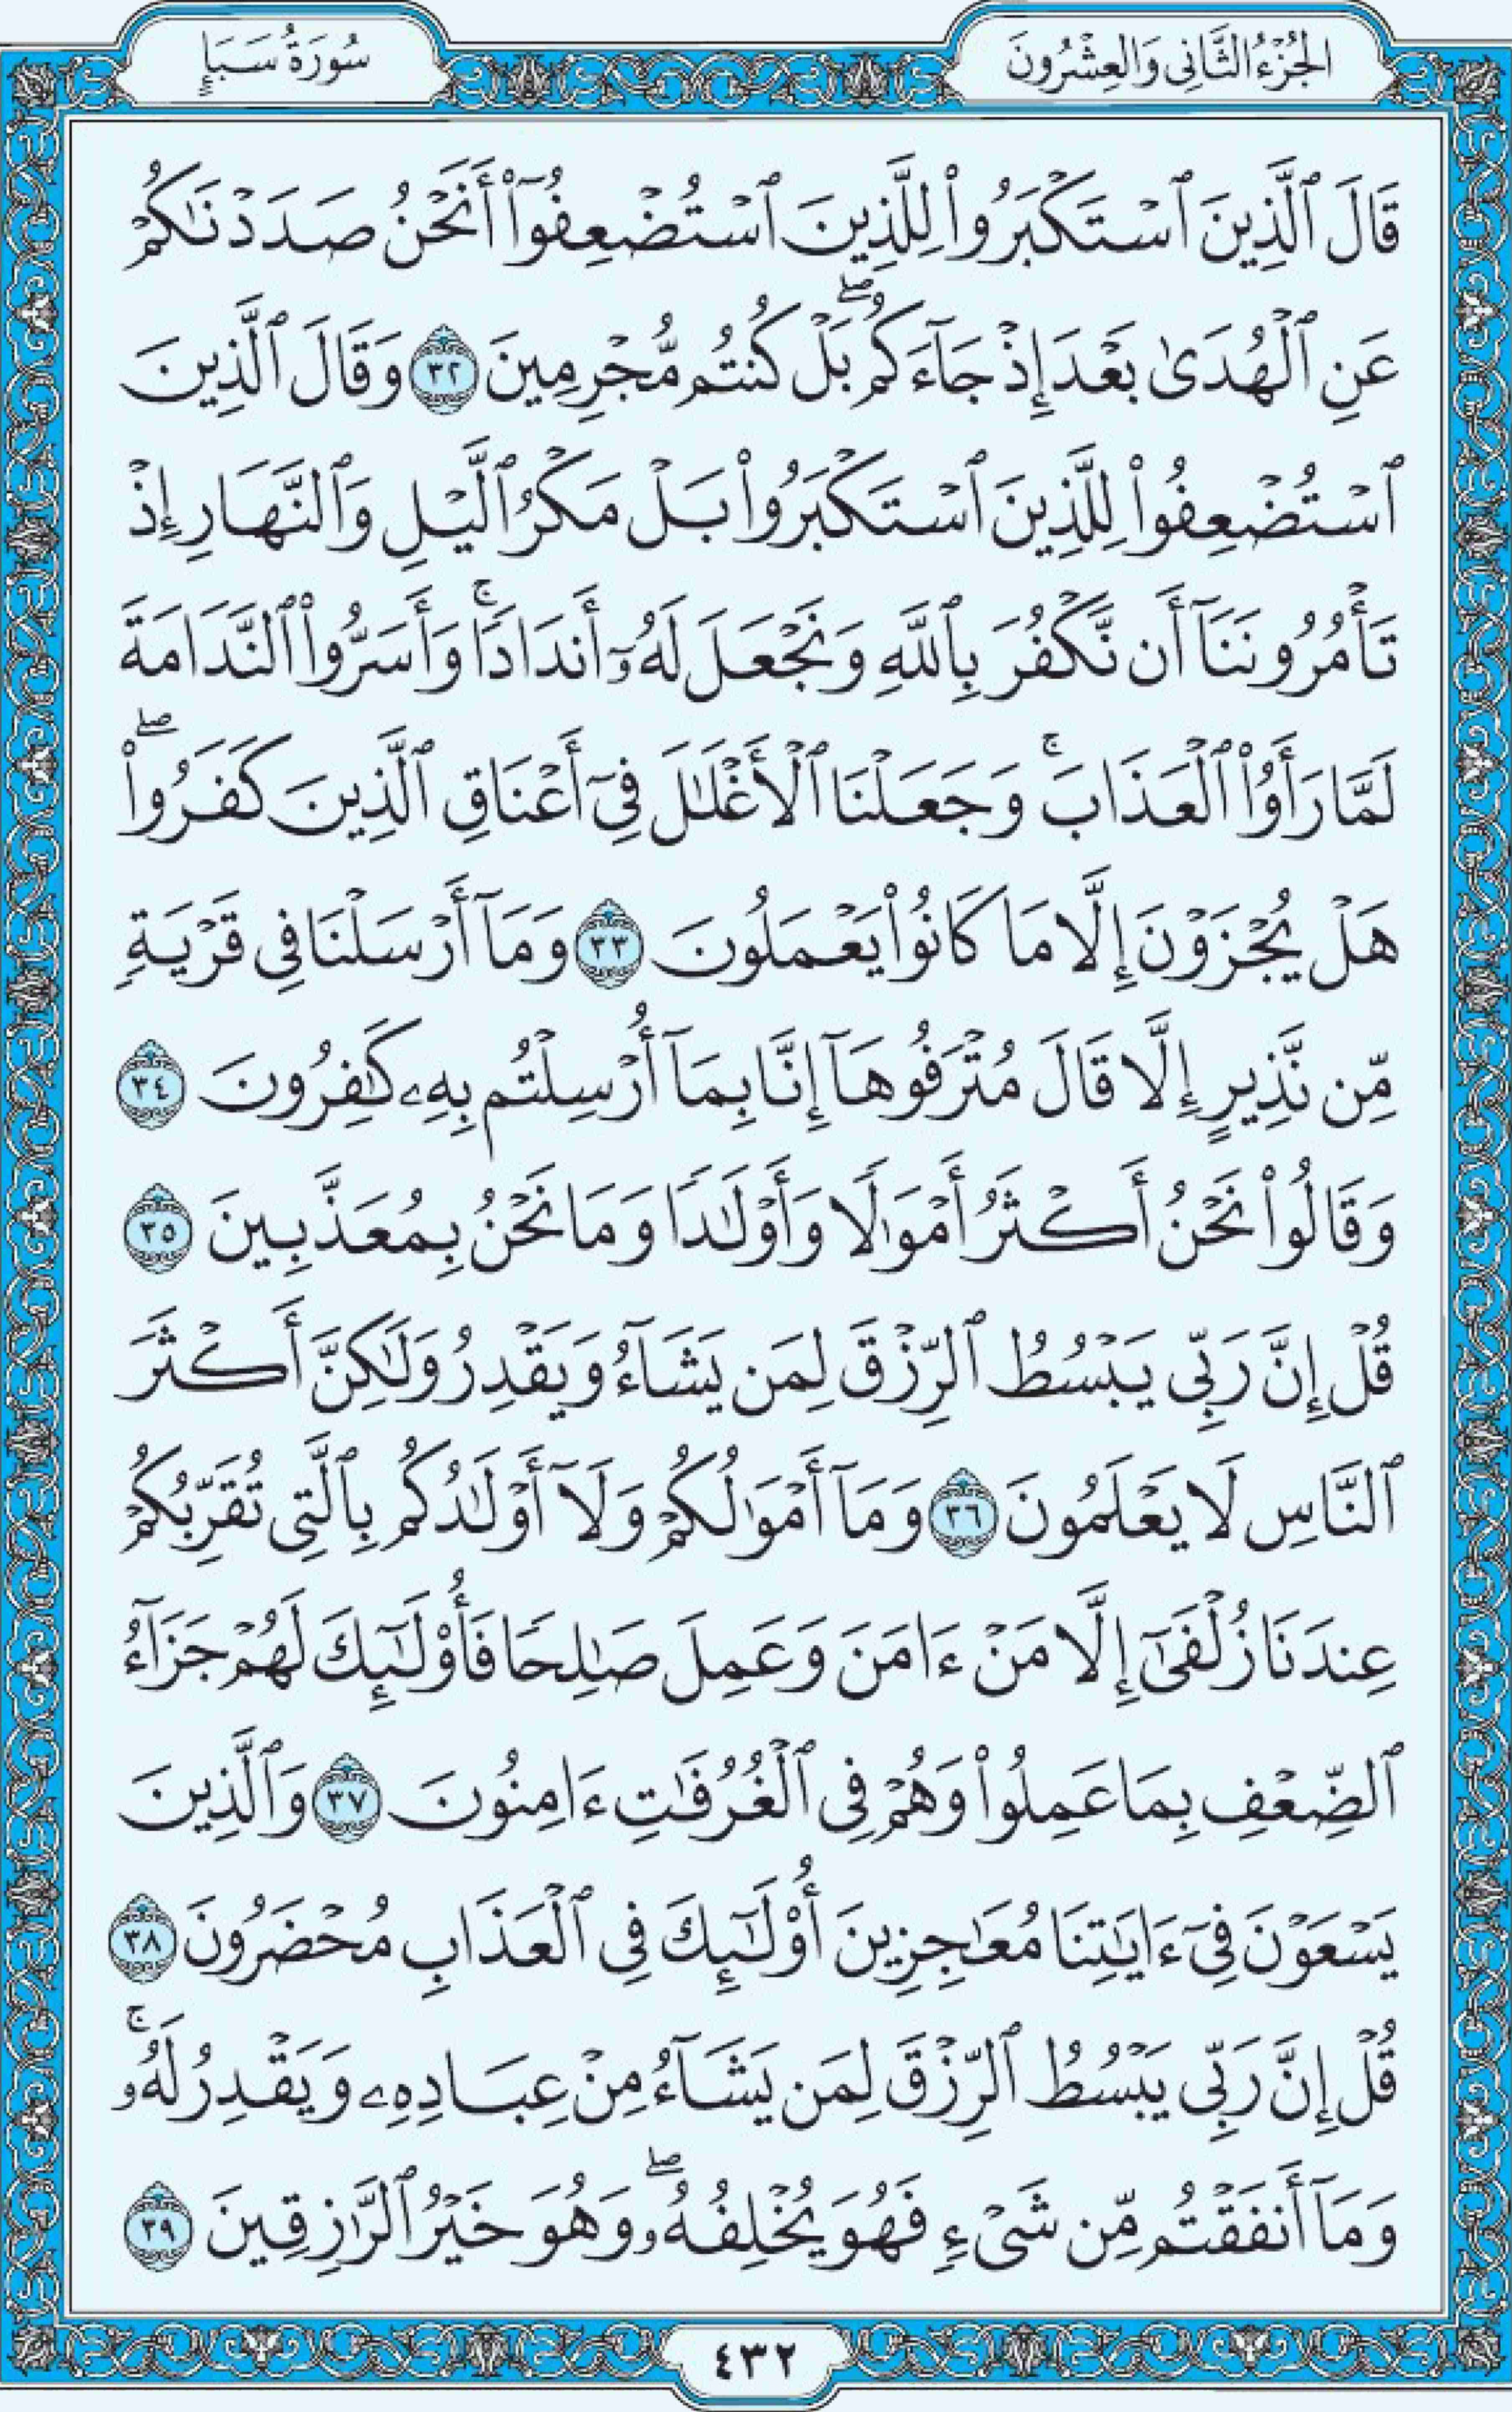 الجُزْءُ الثَّانِي وَالعِشْرُونَ
سُورَةُ سَبَإٍ
قَالَ ٱلَّذِينَ ٱسْتَكْبَرُوا۟ لِلَّذِينَ ٱسْتُضْعِفُوٓا۟ أَنَحْنُ صَدَدْنَـٰكُمْ
عَنِ ٱلْهُدَىٰ بَعْدَ إِذْ جَآءَكُم ۖ بَلْ كُنتُم مُّجْرِمِينَ ٣٢ وَقَالَ ٱلَّذِينَ
ٱسْتُضْعِفُوا۟ لِلَّذِينَ ٱسْتَكْبَرُوا۟ بَلْ مَكْرُ ٱلَّيْلِ وَٱلنَّهَارِ إِذْ
تَأْمُرُونَنَآ أَن نَّكْفُرَ بِٱللَّهِ وَنَجْعَلَ لَهُۥٓ أَندَادًا ۚ وَأَسَرُّوا۟ ٱلنَّدَامَةَ
لَمَّا رَأَوُا۟ ٱلْعَذَابَ ۚ وَجَعَلْنَا ٱلْأَغْلَـٰلَ فِىٓ أَعْنَاقِ ٱلَّذِينَ كَفَرُوا۟ ۖ
هَلْ يُجْزَوْنَ إِلَّا مَا كَانُوا۟ يَعْمَلُونَ ٣٣ وَمَآ أَرْسَلْنَا فِى قَرْيَةٍ
مِّن نَّذِيرٍ إِلَّا قَالَ مُتْرَفُوهَآ إِنَّا بِمَآ أُرْسِلْتُم بِهِۦ كَـٰفِرُونَ ٣٤
وَقَالُوا۟ نَحْنُ أَكْثَرُ أَمْوَٰلًا وَأَوْلَـٰدًا وَمَا نَحْنُ بِمُعَذَّبِينَ ٣٥
قُلْ إِنَّ رَبِّى يَبْسُطُ ٱلرِّزْقَ لِمَن يَشَآءُ وَيَقْدِرُ وَلَـٰكِنَّ أَكْثَرَ
ٱلنَّاسِ لَا يَعْلَمُونَ ٣٦ وَمَآ أَمْوَٰلُكُمْ وَلَآ أَوْلَـٰدُكُم بِٱلَّتِى تُقَرِّبُكُمْ
عِندَنَا زُلْفَىٰٓ إِلَّا مَنْ ءَامَنَ وَعَمِلَ صَـٰلِحًا فَأُو۟لَـٰٓئِكَ لَهُمْ جَزَآءُ
ٱلضِّعْفِ بِمَا عَمِلُوا۟ وَهُمْ فِى ٱلْغُرُفَـٰتِ ءَامِنُونَ ٣٧ وَٱلَّذِينَ
يَسْعَوْنَ فِىٓ ءَايَـٰتِنَا مُعَـٰجِزِينَ أُو۟لَـٰٓئِكَ فِى ٱلْعَذَابِ مُحْضَرُونَ ٣٨
قُلْ إِنَّ رَبِّى يَبْسُطُ ٱلرِّزْقَ لِمَن يَشَآءُ مِنْ عِبَادِهِۦ وَيَقْدِرُ لَهُۥ ۚ
وَمَآ أَنفَقْتُم مِّن شَىْءٍ فَهُوَ يُخْلِفُهُۥ ۖ وَهُوَ خَيْرُ ٱلرَّٰزِقِينَ ٣٩
٤٣٢